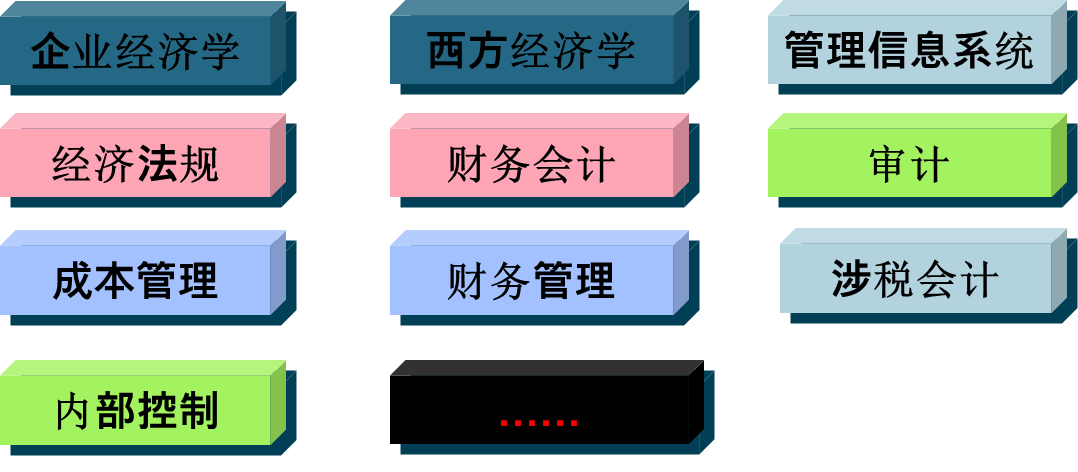 企业经济学
西方经济学
管理信息系统
经济法规
财务会计
审计
成本管理
财务管理
涉税会计
内部控制
……